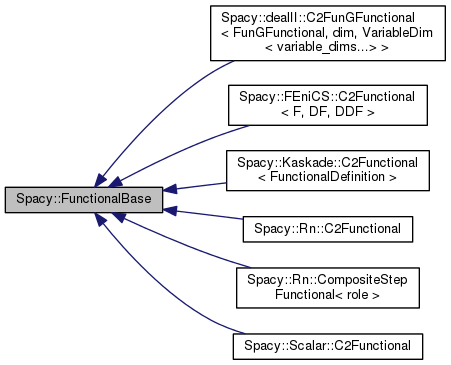 Spacy::dealII::C2FunGFunctional
< FunGFunctional, dim, VariableDim
< variable_dims...> >
Spacy::FEniCS::C2Functional
< F, DF, DDF >
Spacy::Kaskade::C2Functional
< FunctionalDefinition >
Spacy::FunctionalBase
Spacy::Rn::C2Functional
Spacy::Rn::CompositeStep
Functional< role >
Spacy::Scalar::C2Functional